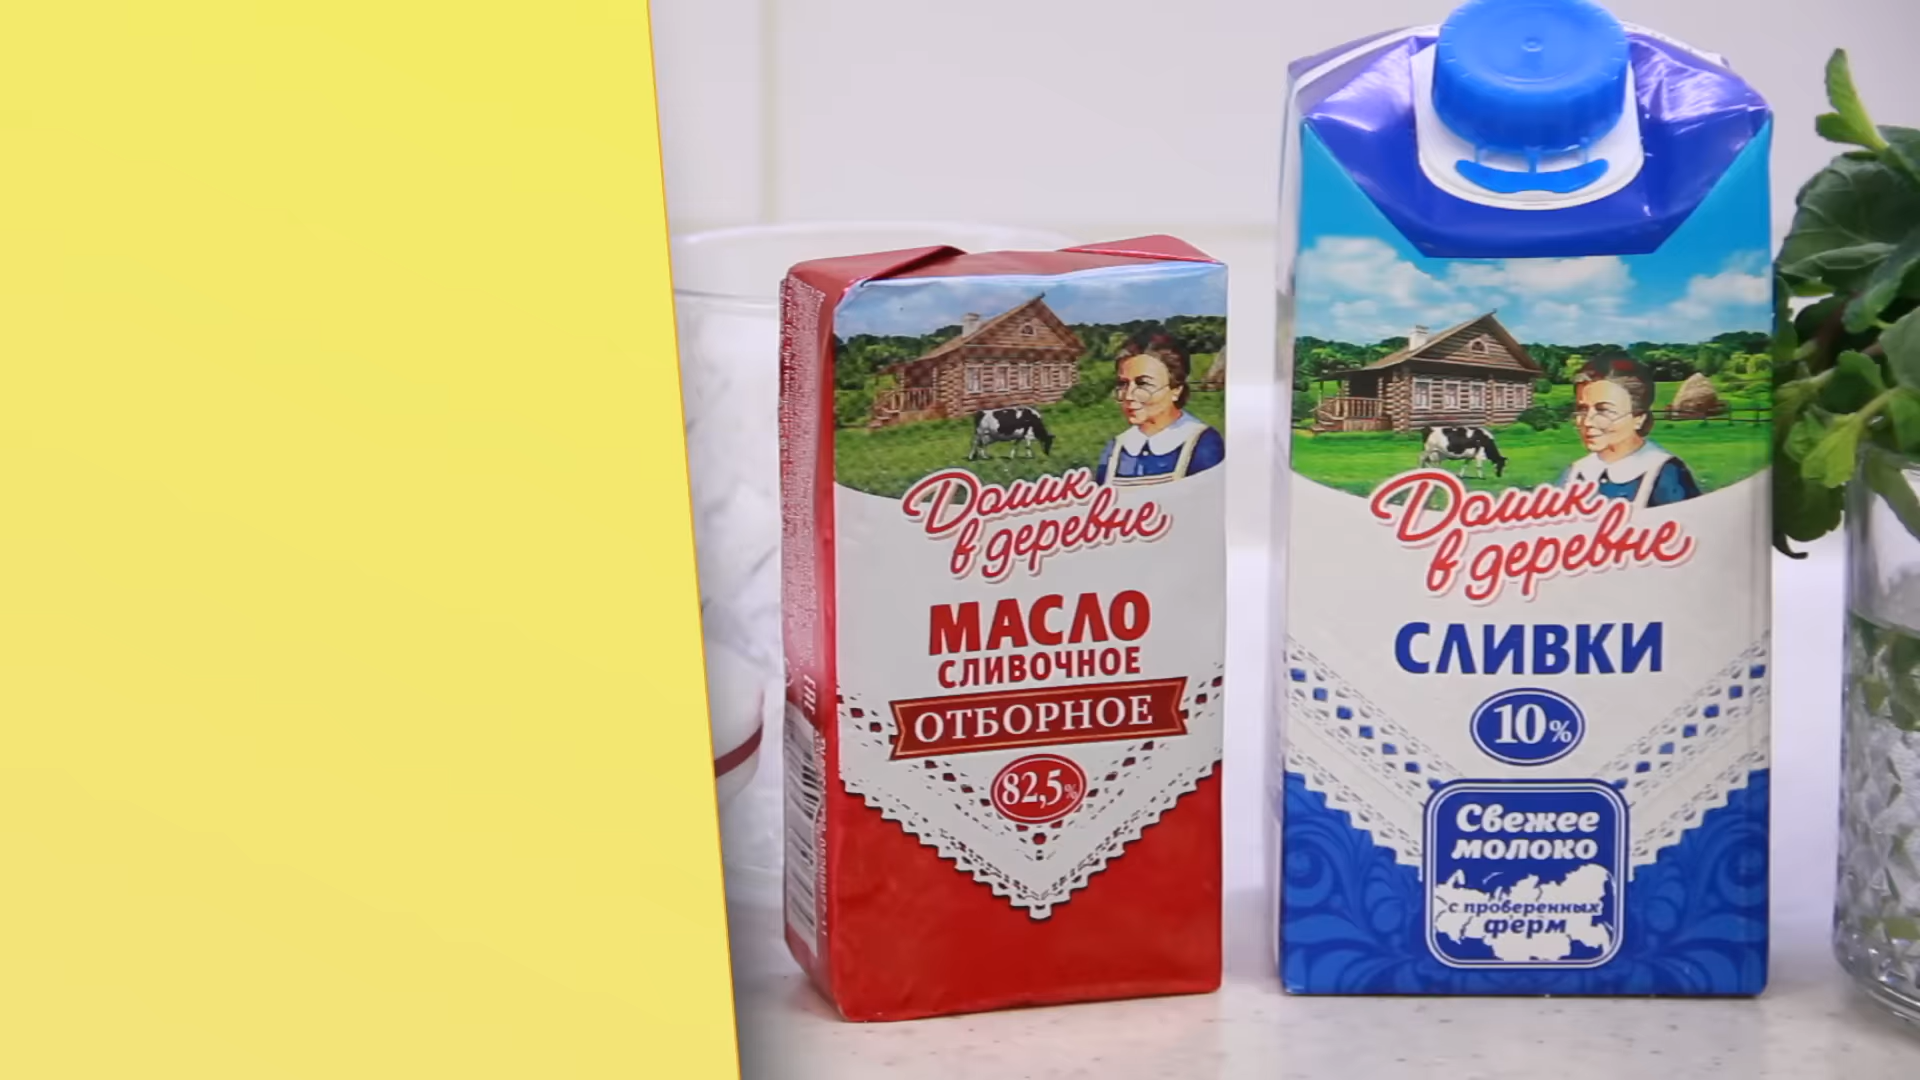 Домик
в деревне
МАСЛО
СЛИВОЧНОЕ
ОТБОРНОЕ
82,5%
Домик
в деревне
СЛИВКИ
10%
Свежее
молоко
с проверенных
ферм